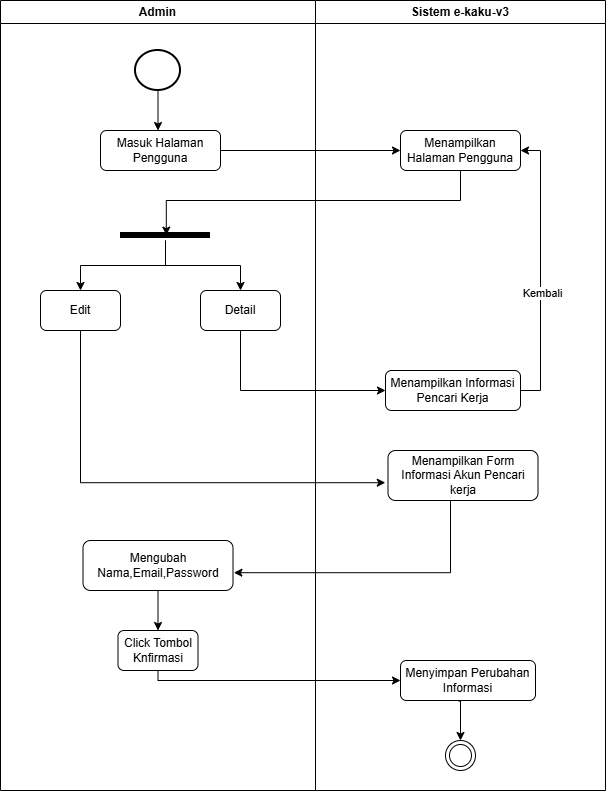 Admin
Sistem e-kaku-v3
Masuk Halaman
Pengguna
Menampilkan
Halaman Pengguna
Edit
Detail
Kembali
Menampilkan Informasi
Pencari Kerja
Menampilkan Form
Informasi Akun Pencari
kerja
Mengubah
Nama,Email,Password
Click Tombol
Knfirmasi
Menyimpan Perubahan
Informasi